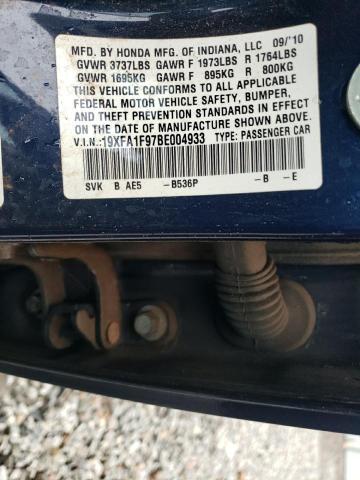 MFD. BY HONDA MFG. OF INDIANA, LLC 09/'10
GVWR 3737LBS GAWR F 1973LBS R 1764LBS
GVWR 1695KG GAWR F 895KG R 800KG
THIS VEHICLE CONFORMS TO ALL APPLICABLE
FEDERAL MOTOR VEHICLE SAFETY, BUMPER,
AND THEFT PREVENTION STANDARDS IN EFFECT
ON THE DATE OF MANUFACTURE SHOWN ABOVE.
V.I.N.: 19XFA1F97BE004933 TYPE: PASSENGER CAR
SVK B AE5 -B536P -B -E